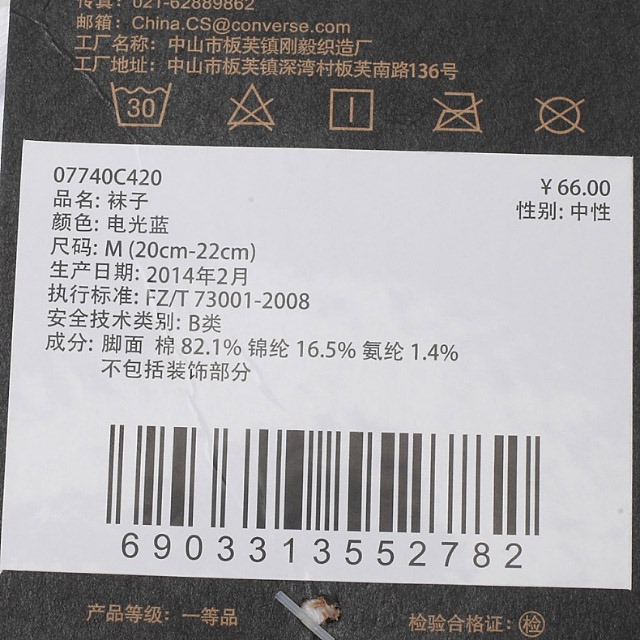 传真: 021-62889862
邮箱: China.CS@converse.com
工厂名称: 中山市板芙镇刚毅织造厂
工厂地址: 中山市板芙镇深湾村板芙南路136号
30
07740C420
¥ 66.00
品名: 袜子
性别: 中性
颜色: 电光蓝
尺码: M (20cm-22cm)
生产日期: 2014年2月
执行标准: FZ/T 73001-2008
安全技术类别: B类
成分: 脚面 棉 82.1% 锦纶 16.5% 氨纶 1.4%
不包括装饰部分
6903313552782
产品等级: 一等品
检验合格证: 检